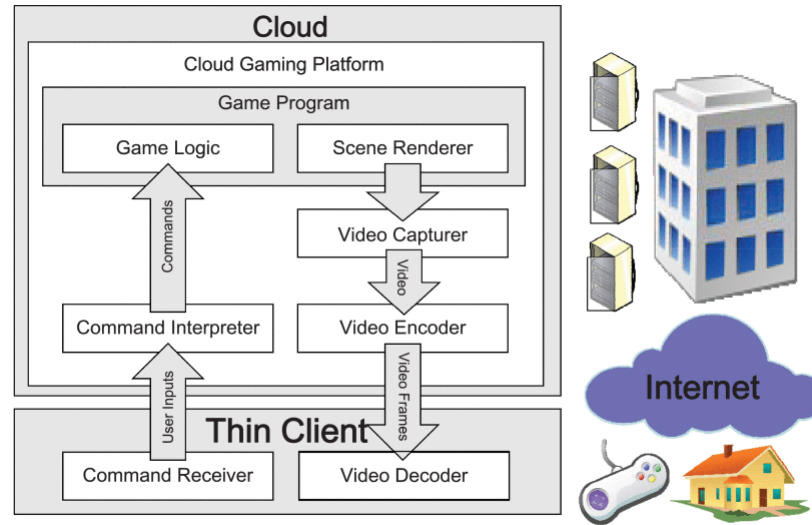 Cloud
Cloud Gaming Platform
Game Program
Game Logic
Scene Renderer
Commands
Video Capturer
Video
Command Interpreter
Video Encoder
User Inputs
Video Frames
Thin Client
Command Receiver
Video Decoder
Internet